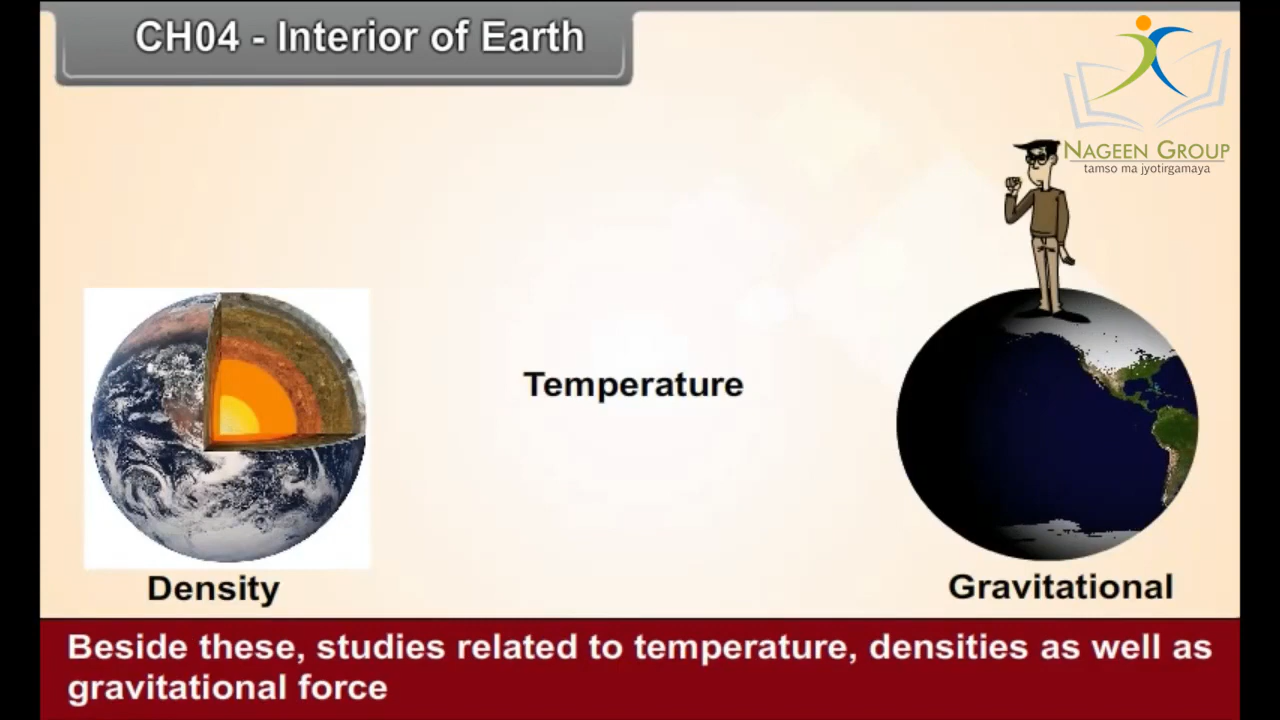 CH04 - Interior of Earth
NAGEEN GROUP
tamso ma jyotirgamaya
Temperature
Density
Gravitational
Beside these, studies related to temperature, densities as well as
gravitational force